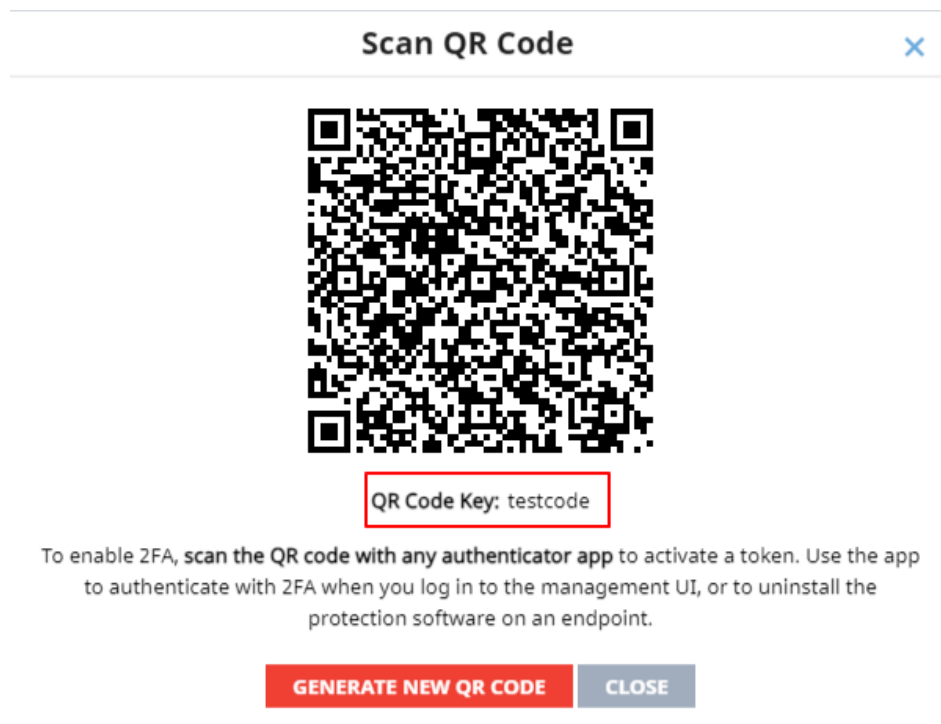 Scan QR Code
QR Code Key: testcode
To enable 2FA, scan the QR code with any authenticator app to activate a token. Use the app
to authenticate with 2FA when you log in to the management UI, or to uninstall the
protection software on an endpoint.
GENERATE NEW QR CODE
CLOSE